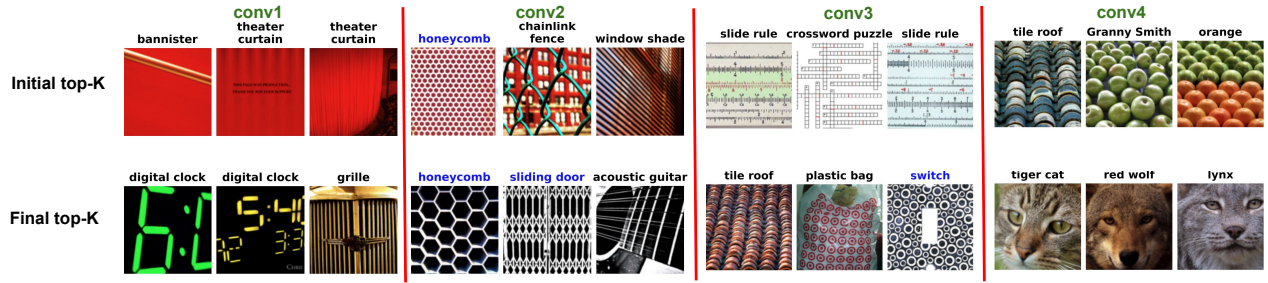 conv1
conv2
conv3
conv4
Initial top-K
bannister
theater
curtain
theater
curtain
honeycomb
chainlink
fence
window shade
slide rule
crossword puzzle
slide rule
tile roof
Granny Smith
orange
Final top-K
digital clock
digital clock
grille
honeycomb
sliding door
acoustic guitar
tile roof
plastic bag
switch
tiger cat
red wolf
lynx